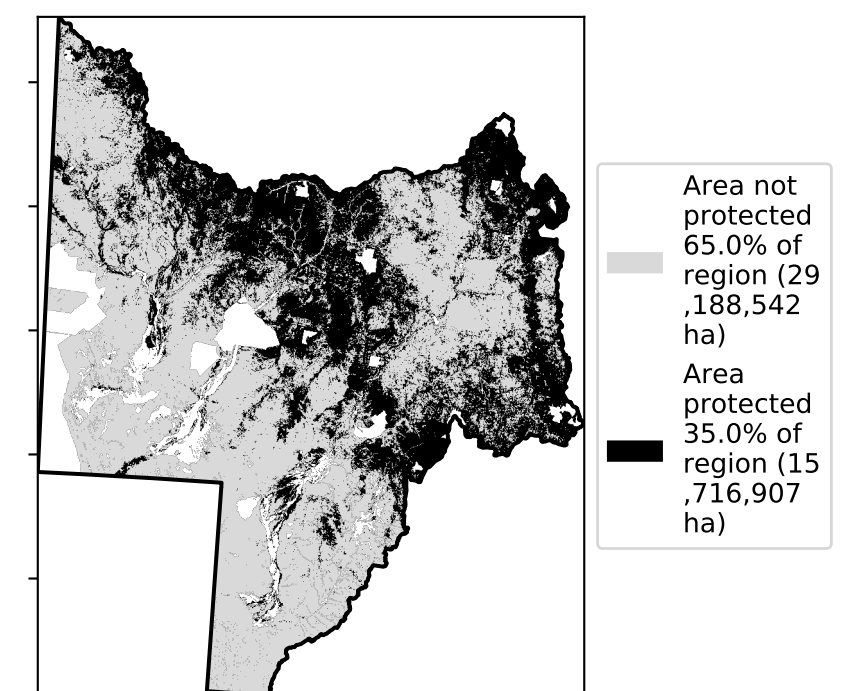 Area not
protected
65.0% of
region (29
,188,542
ha)
Area
protected
35.0% of
region (15
,716,907
ha)